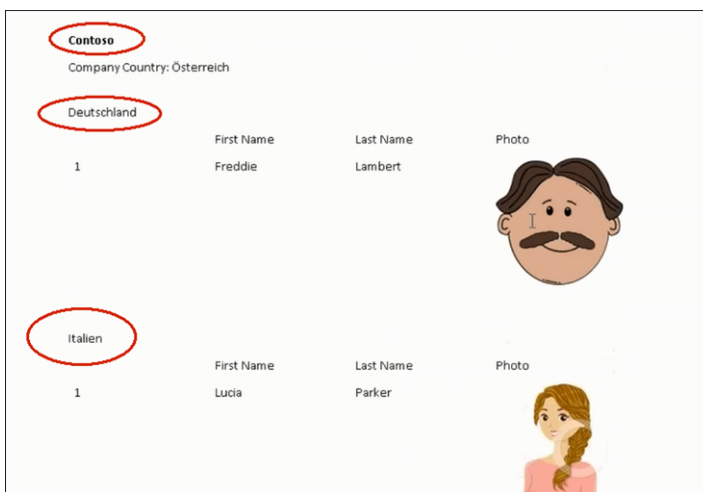 Contoso
Company Country: Österreich
Deutschland
First Name Last Name Photo
1 Freddie Lambert
Italien
First Name Last Name Photo
1 Lucia Parker